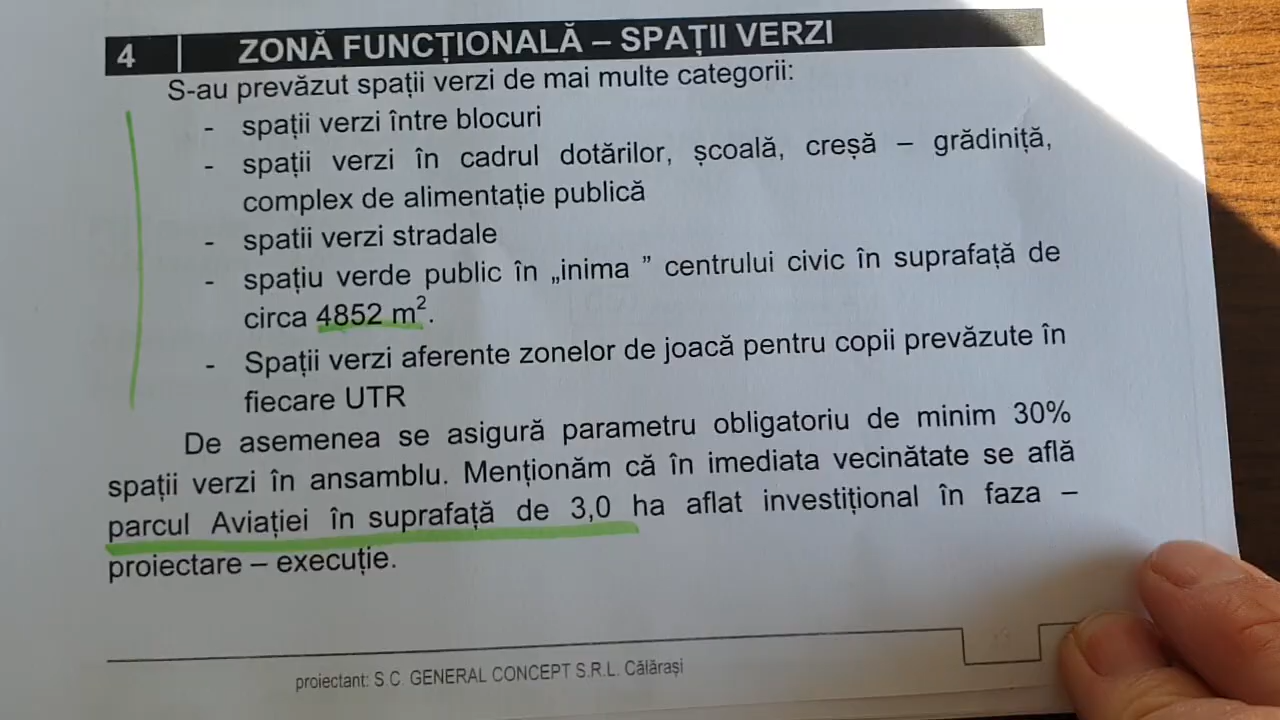 4 ZONĂ FUNCȚIONALĂ – SPAȚII VERZI
S-au prevăzut spații verzi de mai multe categorii:
- spații verzi între blocuri
- spații verzi în cadrul dotărilor, școală, creșă – grădiniță,
complex de alimentație publică
- spatii verzi stradale
- spațiu verde public în „inima ” centrului civic în suprafață de
circa 4852 m².
- Spații verzi aferente zonelor de joacă pentru copii prevăzute în
fiecare UTR
De asemenea se asigură parametru obligatoriu de minim 30%
spații verzi în ansamblu. Menționăm că în imediata vecinătate se află
parcul Aviației în suprafață de 3,0 ha aflat investițional în faza –
proiectare – execuție.
proiectant: S.C. GENERAL CONCEPT S.R.L. Călărași